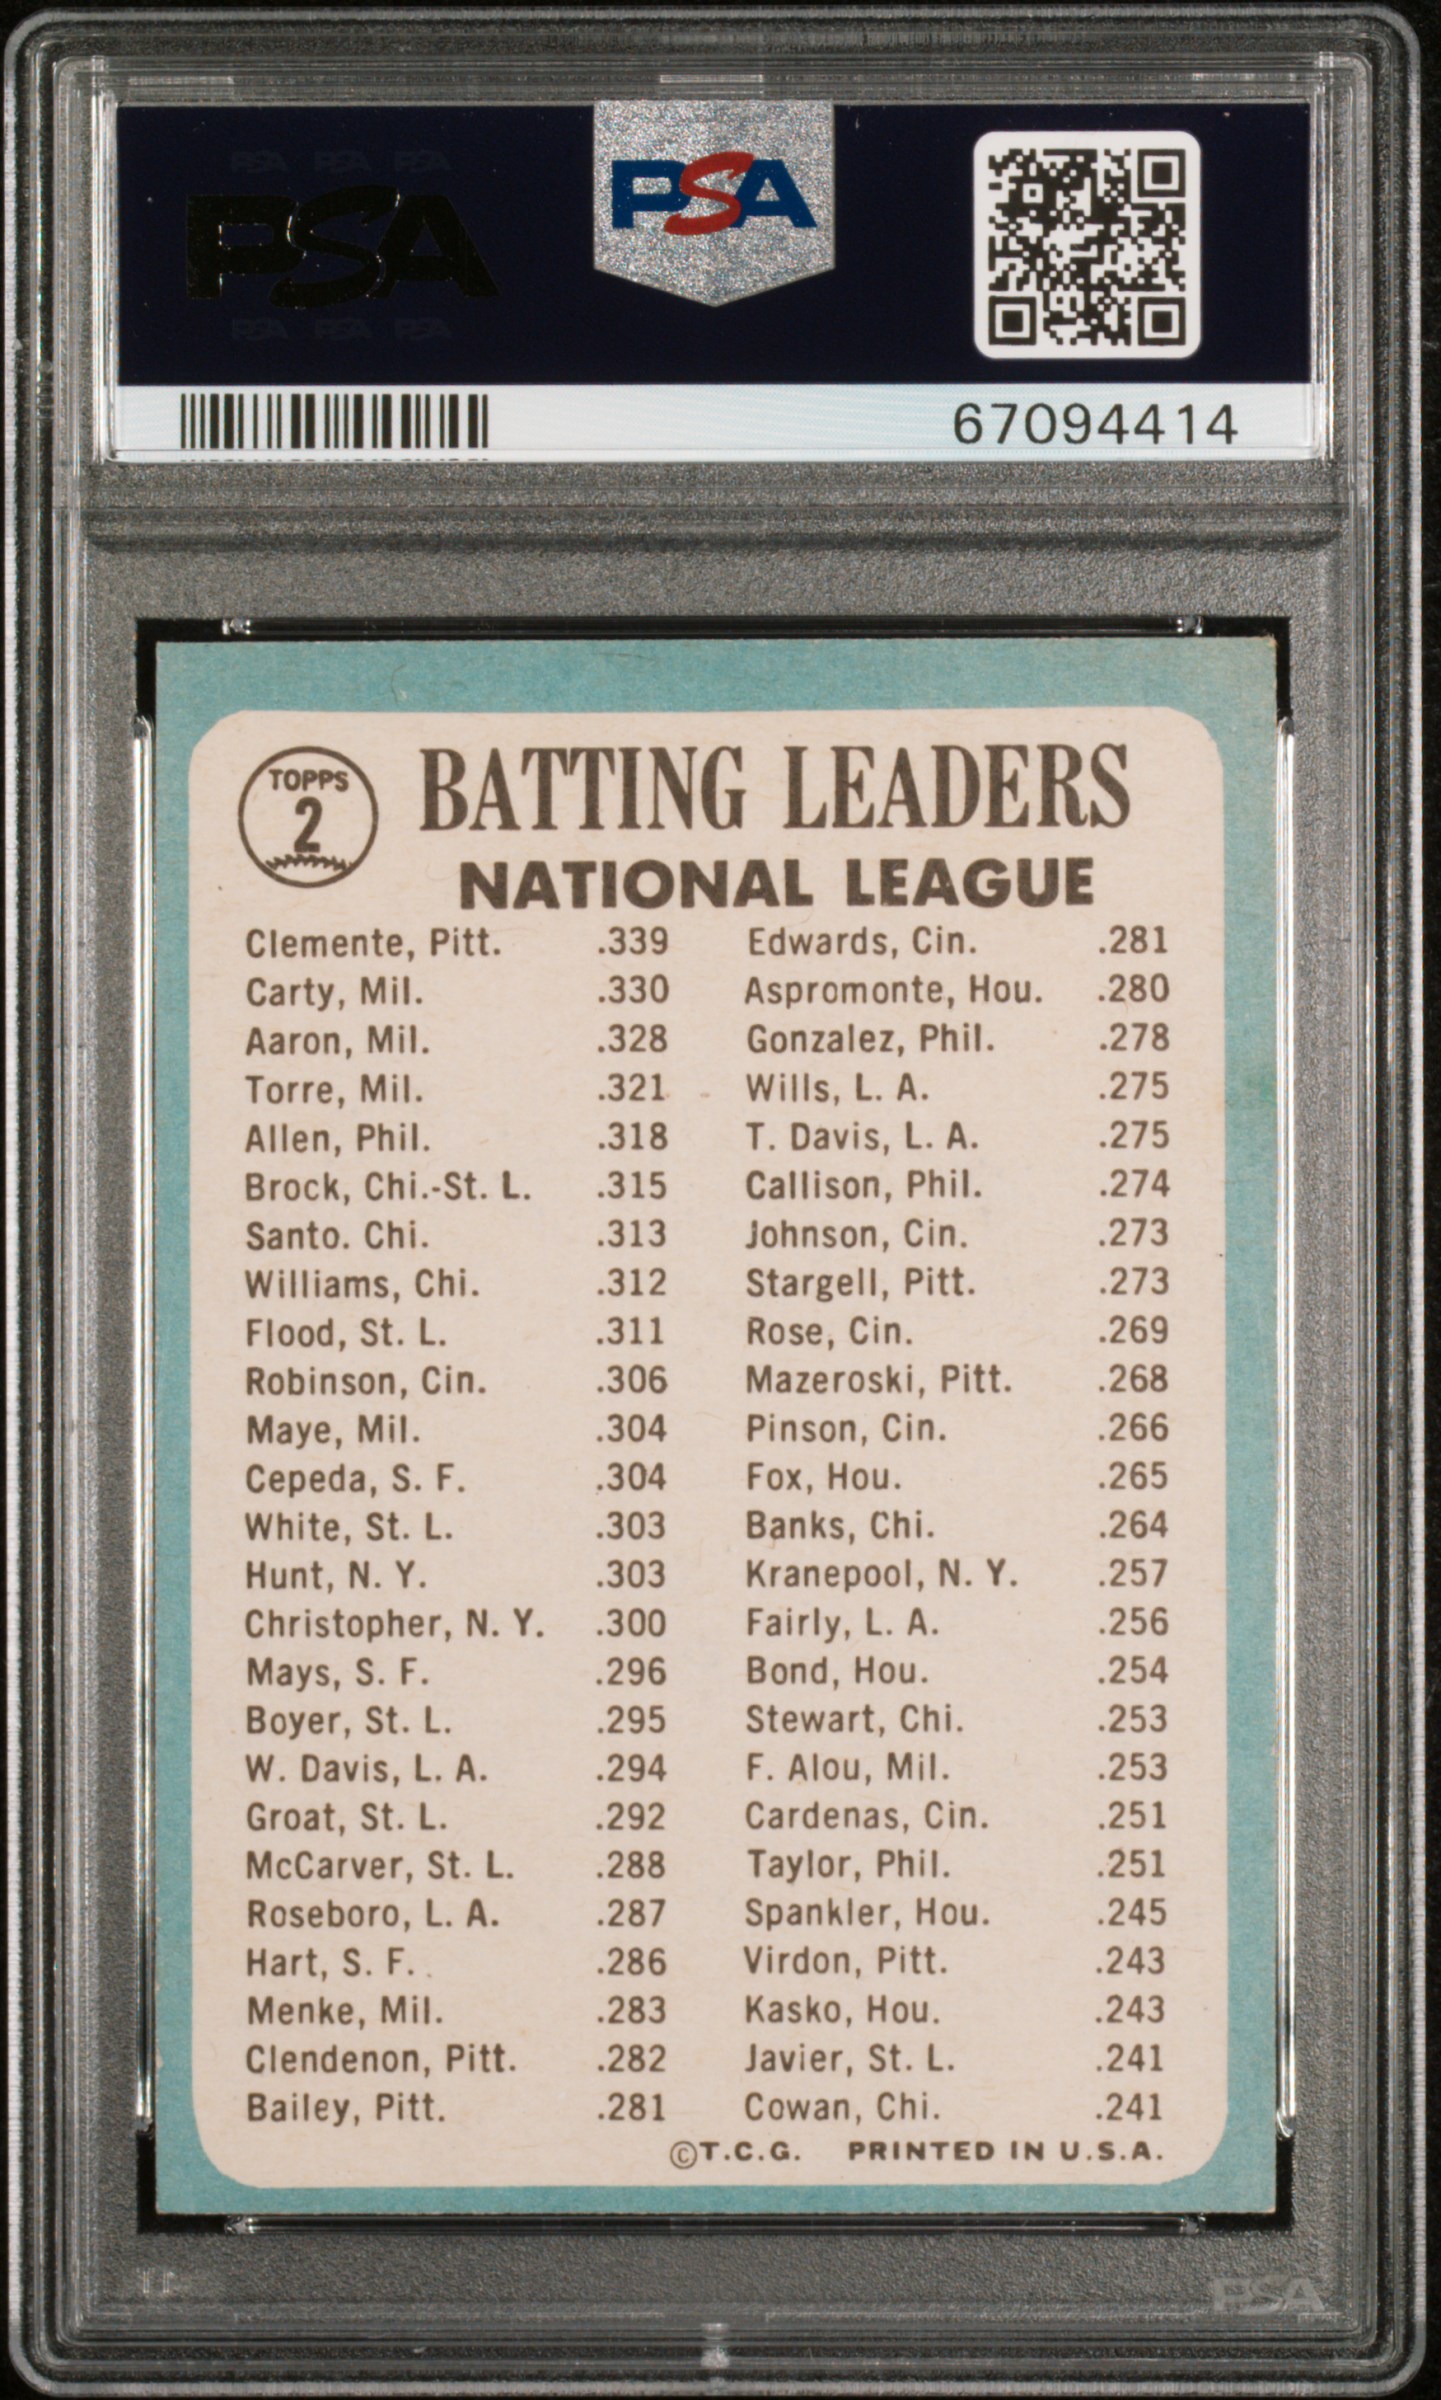 PSA PSA PSA
PSA
PSA PSA PSA
PSA
67094414
TOPPS
2
BATTING LEADERS
NATIONAL LEAGUE
Clemente, Pitt. .339 Edwards, Cin. .281
Carty, Mil. .330 Aspromonte, Hou. .280
Aaron, Mil. .328 Gonzalez, Phil. .278
Torre, Mil. .321 Wills, L. A. .275
Allen, Phil. .318 T. Davis, L. A. .275
Brock, Chi.-St. L. .315 Callison, Phil. .274
Santo. Chi. .313 Johnson, Cin. .273
Williams, Chi. .312 Stargell, Pitt. .273
Flood, St. L. .311 Rose, Cin. .269
Robinson, Cin. .306 Mazeroski, Pitt. .268
Maye, Mil. .304 Pinson, Cin. .266
Cepeda, S. F. .304 Fox, Hou. .265
White, St. L. .303 Banks, Chi. .264
Hunt, N. Y. .303 Kranepool, N. Y. .257
Christopher, N. Y. .300 Fairly, L. A. .256
Mays, S. F. .296 Bond, Hou. .254
Boyer, St. L. .295 Stewart, Chi. .253
W. Davis, L. A. .294 F. Alou, Mil. .253
Groat, St. L. .292 Cardenas, Cin. .251
McCarver, St. L. .288 Taylor, Phil. .251
Roseboro, L. A. .287 Spankler, Hou. .245
Hart, S. F. .286 Virdon, Pitt. .243
Menke, Mil. .283 Kasko, Hou. .243
Clendenon, Pitt. .282 Javier, St. L. .241
Bailey, Pitt. .281 Cowan, Chi. .241
©T.C.G. PRINTED IN U.S.A.
PSA